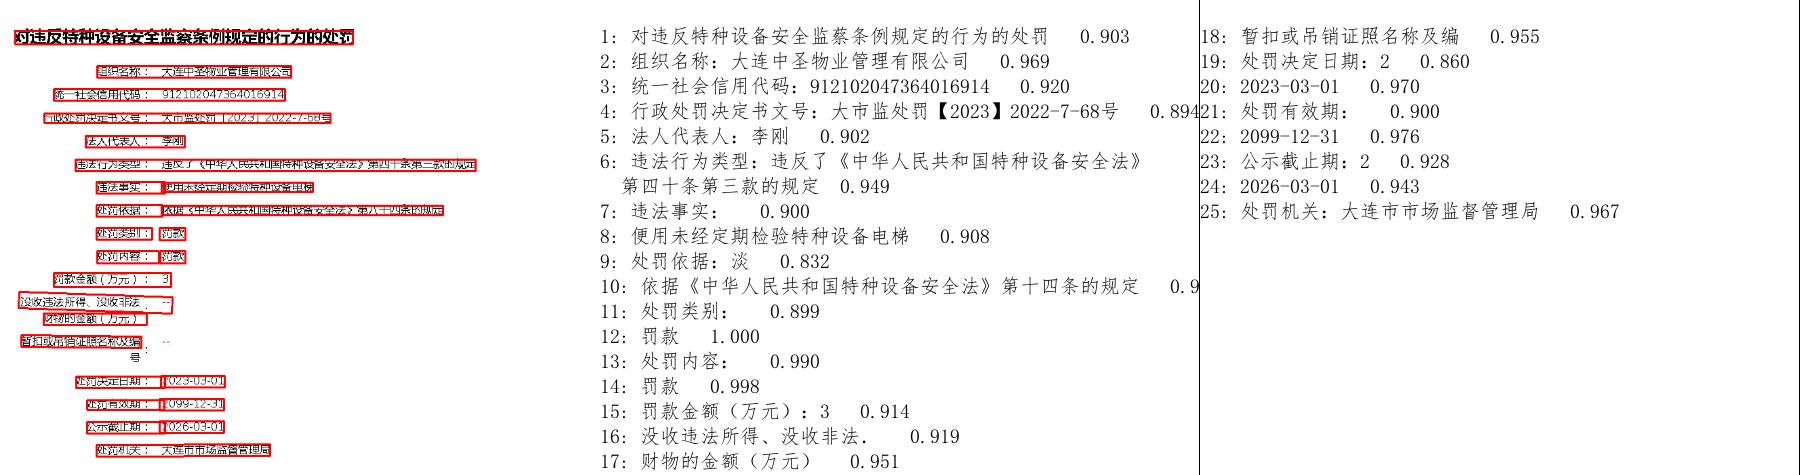 对违反特种设备安全监察条例规定的行为的处罚
组织名称： 大连中圣物业管理有限公司
统一社会信用代码： 912102047364016914
行政处罚决定书文号： 大市监处罚【2023】2022-7-68号
法人代表人： 李刚
违法行为类型： 违反了《中华人民共和国特种设备安全法》第四十条第三款的规定
违法事实： 使用未经定期检验特种设备电梯
处罚依据： 依据《中华人民共和国特种设备安全法》第八十四条的规定
处罚类别： 罚款
处罚内容： 罚款
罚款金额（万元）： 3
没收违法所得、没收非法 --
财物的金额（万元）：
暂扣或吊销证照名称及编 --
号：
处罚决定日期： 2023-03-01
处罚有效期： 2099-12-31
公示截止期： 2026-03-01
处罚机关： 大连市市场监督管理局
1: 对违反特种设备安全监察条例规定的行为的处罚 0.903
2: 组织名称: 大连中圣物业管理有限公司 0.969
3: 统一社会信用代码: 912102047364016914 0.920
4: 行政处罚决定书文号: 大市监处罚【2023】2022-7-68号 0.894
5: 法人代表人: 李刚 0.902
6: 违法行为类型: 违反了《中华人民共和国特种设备安全法》
第四十条第三款的规定 0.949
7: 违法事实: 0.900
8: 便用未经定期检验特种设备电梯 0.908
9: 处罚依据: 淡 0.832
10: 依据《中华人民共和国特种设备安全法》第十四条的规定 0.9
11: 处罚类别: 0.899
12: 罚款 1.000
13: 处罚内容: 0.990
14: 罚款 0.998
15: 罚款金额（万元）: 3 0.914
16: 没收违法所得、没收非法. 0.919
17: 财物的金额（万元） 0.951
18: 暂扣或吊销证照名称及编 0.955
19: 处罚决定日期: 2 0.860
20: 2023-03-01 0.970
21: 处罚有效期: 0.900
22: 2099-12-31 0.976
23: 公示截止期: 2 0.928
24: 2026-03-01 0.943
25: 处罚机关: 大连市市场监督管理局 0.967